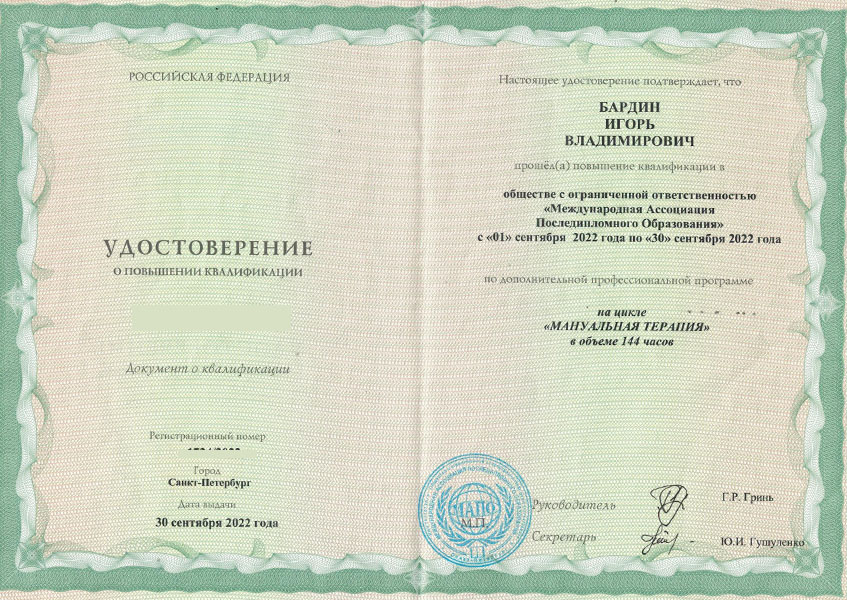 РОССИЙСКАЯ ФЕДЕРАЦИЯ
УДОСТОВЕРЕНИЕ
О ПОВЫШЕНИИ КВАЛИФИКАЦИИ
Документ о квалификации
Регистрационный номер
Город
Санкт-Петербург
Дата выдачи
30 сентября 2022 года
Настоящее удостоверение подтверждает, что
БАРДИН
ИГОРЬ
ВЛАДИМИРОВИЧ
прошёл(а) повышение квалификации в
обществе с ограниченной ответственностью
«Международная Ассоциация
Последипломного Образования»
с «01» сентября 2022 года по «30» сентября 2022 года
по дополнительной профессиональной программе
на цикле
«МАНУАЛЬНАЯ ТЕРАПИЯ»
в объеме 144 часов
МАПО
М.П.
Руководитель
Г.Р. Гринь
Секретарь
Ю.И. Гушуленко